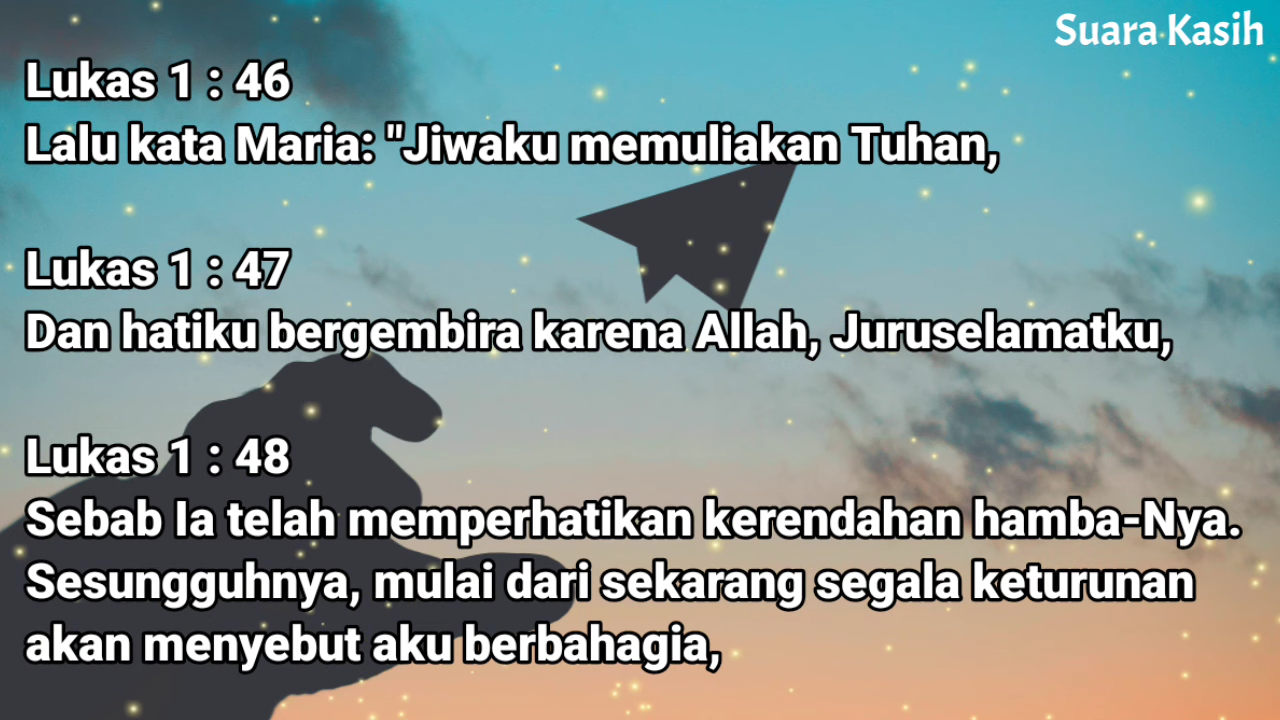 Suara Kasih
Lukas 1 : 46
Lalu kata Maria: "Jiwaku memuliakan Tuhan,
Lukas 1 : 47
Dan hatiku bergembira karena Allah, Juruselamatku,
Lukas 1 : 48
Sebab Ia telah memperhatikan kerendahan hamba-Nya.
Sesungguhnya, mulai dari sekarang segala keturunan
akan menyebut aku berbahagia,